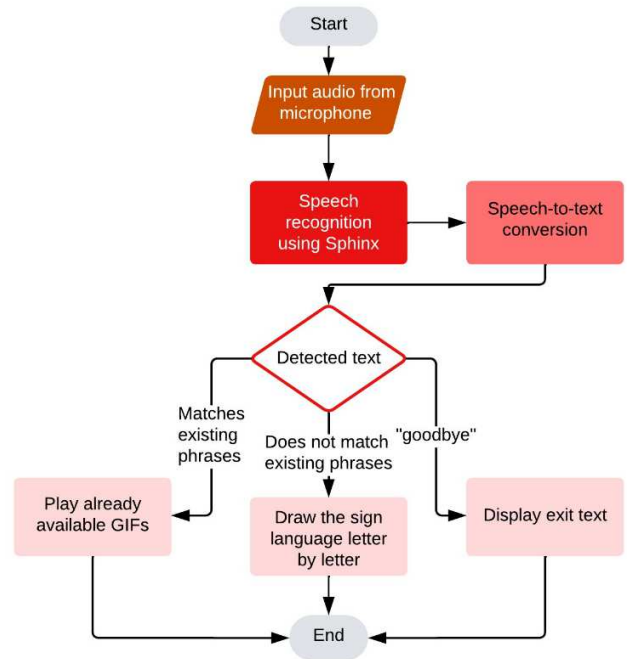 Start
Input audio from
microphone
Speech
recognition
using Sphinx
Speech-to-text
conversion
Detected text
Matches
existing
phrases
Does not match
existing phrases
"goodbye"
Play already
available GIFs
Draw the sign
language letter
by letter
Display exit text
End